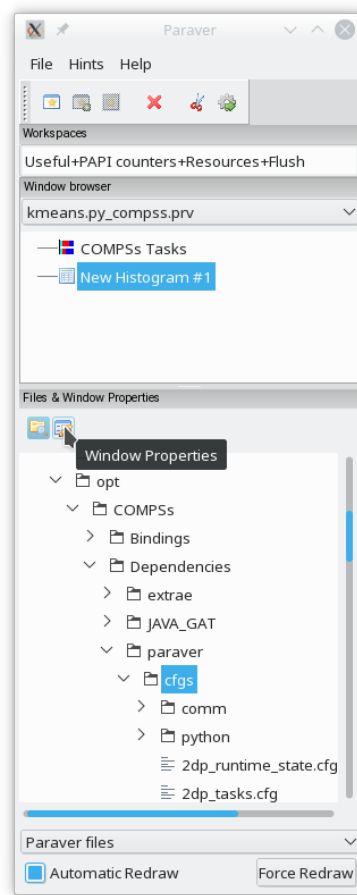 Paraver
File Hints Help
Workspaces
Useful+PAPI counters+Resources+Flush
Window browser
kmeans.py_compss.prv
COMPSs Tasks
New Histogram #1
Files & Window Properties
Window Properties
opt
COMPSs
Bindings
Dependencies
extrae
JAVA_GAT
paraver
cfgs
comm
python
2dp_runtime_state.cfg
2dp_tasks.cfg
Paraver files
Automatic Redraw Force Redraw